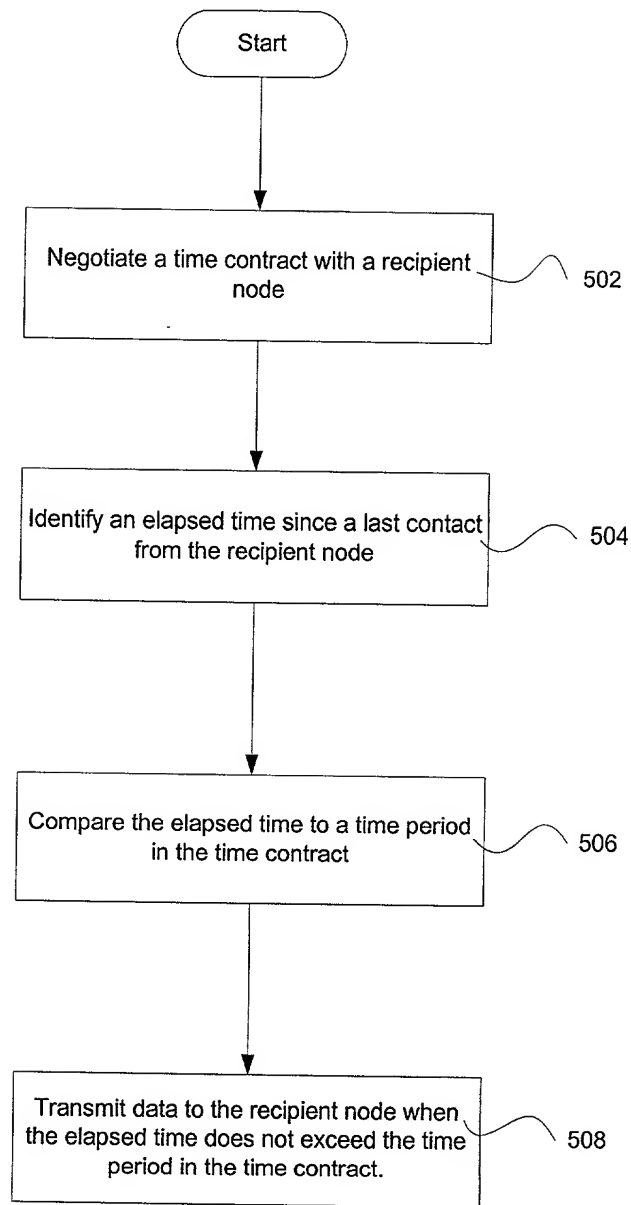 Start
Negotiate a time contract with a recipient
node
502
Identify an elapsed time since a last contact
from the recipient node
504
Compare the elapsed time to a time period
in the time contract
506
Transmit data to the recipient node when
the elapsed time does not exceed the time
period in the time contract.
508